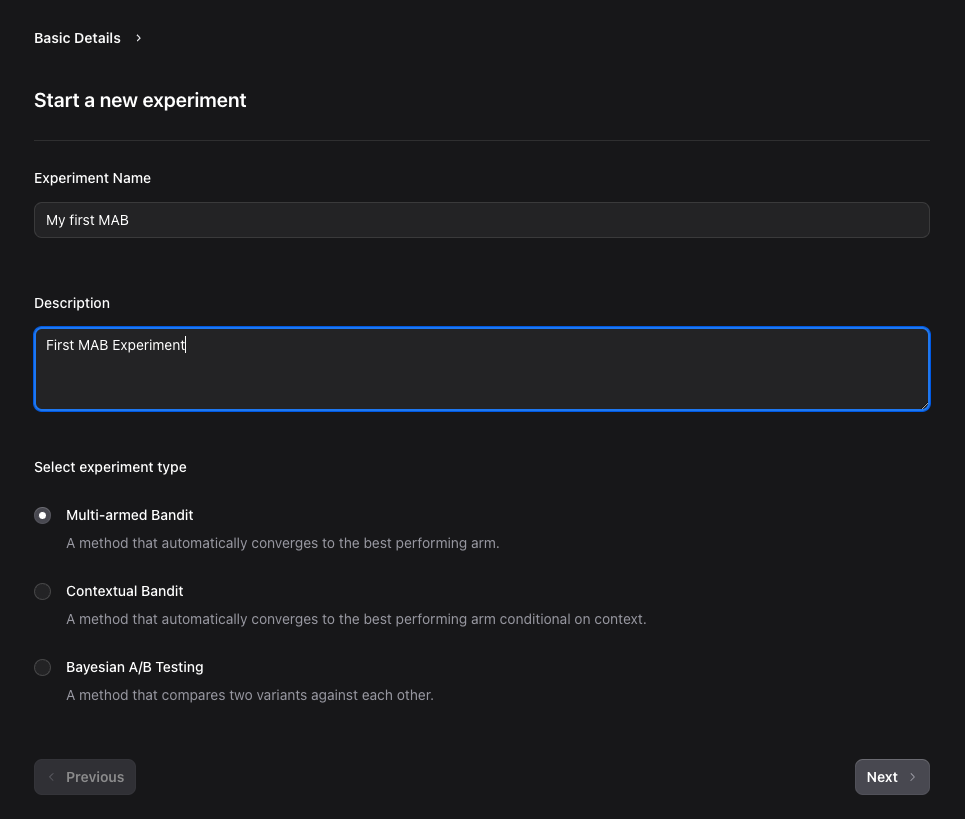 Basic Details
Start a new experiment
Experiment Name
My first MAB
Description
First MAB Experiment
Select experiment type
Multi-armed Bandit
A method that automatically converges to the best performing arm.
Contextual Bandit
A method that automatically converges to the best performing arm conditional on context.
Bayesian A/B Testing
A method that compares two variants against each other.
Previous
Next